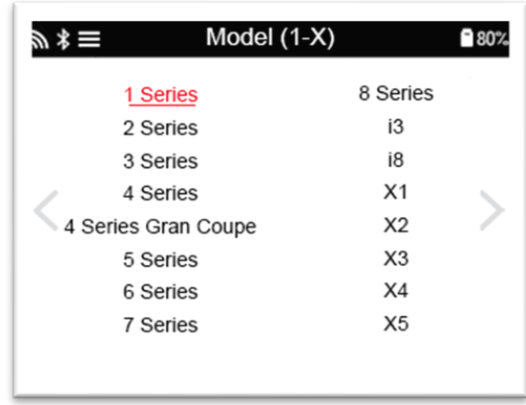 Model (1-X)
80%
1 Series
2 Series
3 Series
4 Series
4 Series Gran Coupe
5 Series
6 Series
7 Series
8 Series
i3
i8
X1
X2
X3
X4
X5